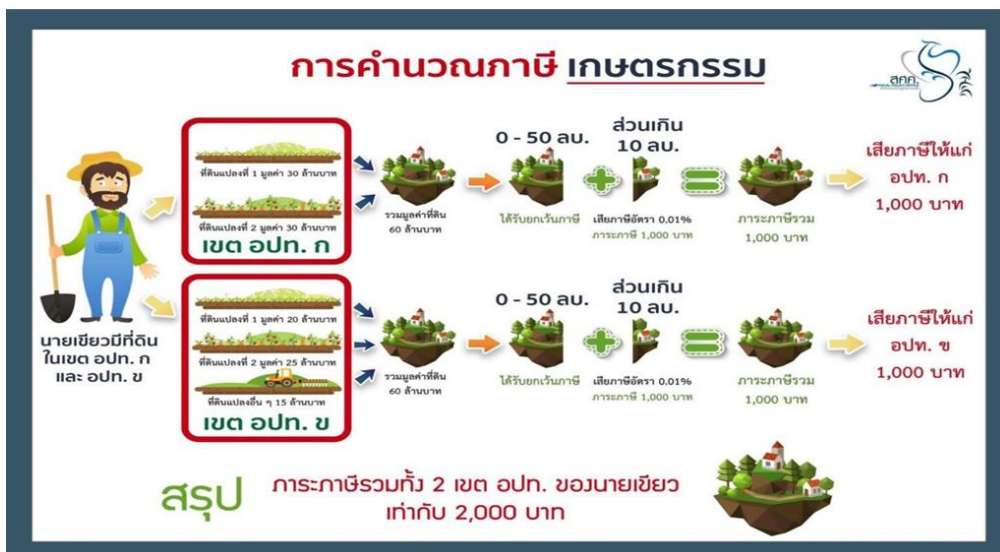 การคำนวณภาษี เกษตรกรรม
สศค.
ที่ดินแปลงที่ 1 มูลค่า 30 ล้านบาท
ที่ดินแปลงที่ 2 มูลค่า 30 ล้านบาท
เขต อปท. ก
รวมมูลค่าที่ดิน
60 ล้านบาท
0 - 50 ลบ.
ได้รับยกเว้นภาษี
ส่วนเกิน
10 ลบ.
เสียภาษีอัตรา 0.01%
ภาระภาษี 1,000 บาท
ภาระภาษีรวม
1,000 บาท
เสียภาษีให้แก่
อปท. ก
1,000 บาท
นายเขียวมีที่ดิน
ในเขต อปท. ก
และ อปท. ข
ที่ดินแปลงที่ 1 มูลค่า 20 ล้านบาท
ที่ดินแปลงที่ 2 มูลค่า 25 ล้านบาท
ที่ดินแปลงอื่น ๆ 15 ล้านบาท
เขต อปท. ข
รวมมูลค่าที่ดิน
60 ล้านบาท
0 - 50 ลบ.
ได้รับยกเว้นภาษี
ส่วนเกิน
10 ลบ.
เสียภาษีอัตรา 0.01%
ภาระภาษี 1,000 บาท
ภาระภาษีรวม
1,000 บาท
เสียภาษีให้แก่
อปท. ข
1,000 บาท
สรุป
ภาระภาษีรวมทั้ง 2 เขต อปท. ของนายเขียว
เท่ากับ 2,000 บาท